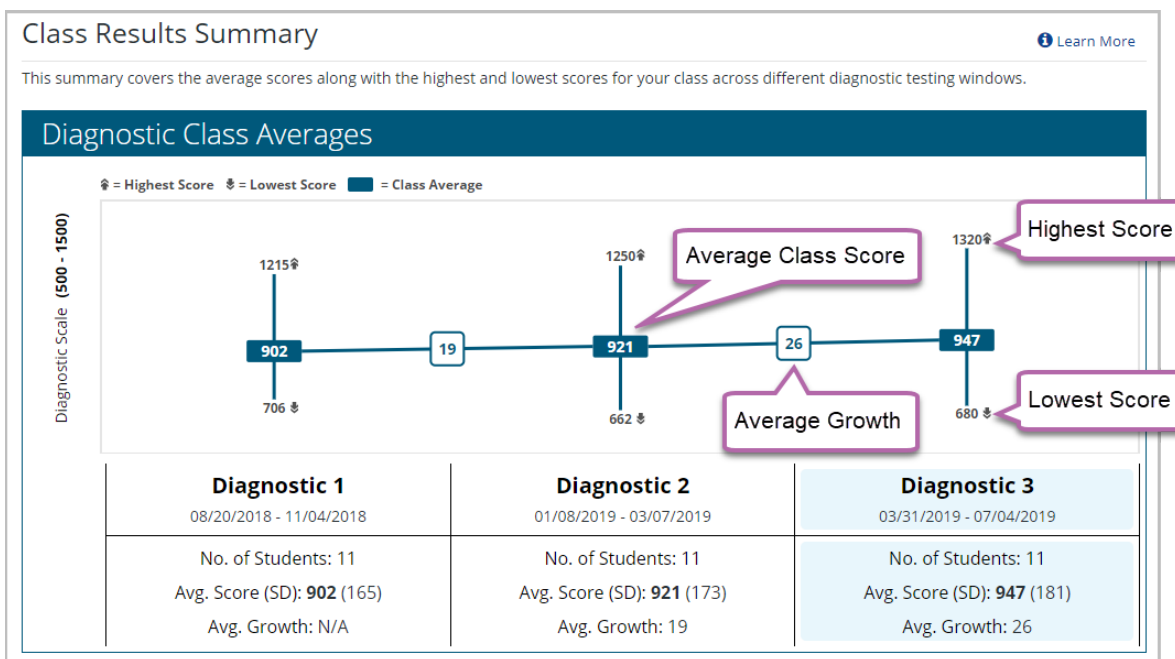 Class Results Summary
Learn More
This summary covers the average scores along with the highest and lowest scores for your class across different diagnostic testing windows.
Diagnostic Class Averages
= Highest Score = Lowest Score = Class Average
Diagnostic Scale (500 - 1500)
1215
902
706
19
1250
921
662
Average Class Score
26
Average Growth
1320
Highest Score
947
680
Lowest Score
Diagnostic 1
08/20/2018 - 11/04/2018
No. of Students: 11
Avg. Score (SD): 902 (165)
Avg. Growth: N/A
Diagnostic 2
01/08/2019 - 03/07/2019
No. of Students: 11
Avg. Score (SD): 921 (173)
Avg. Growth: 19
Diagnostic 3
03/31/2019 - 07/04/2019
No. of Students: 11
Avg. Score (SD): 947 (181)
Avg. Growth: 26